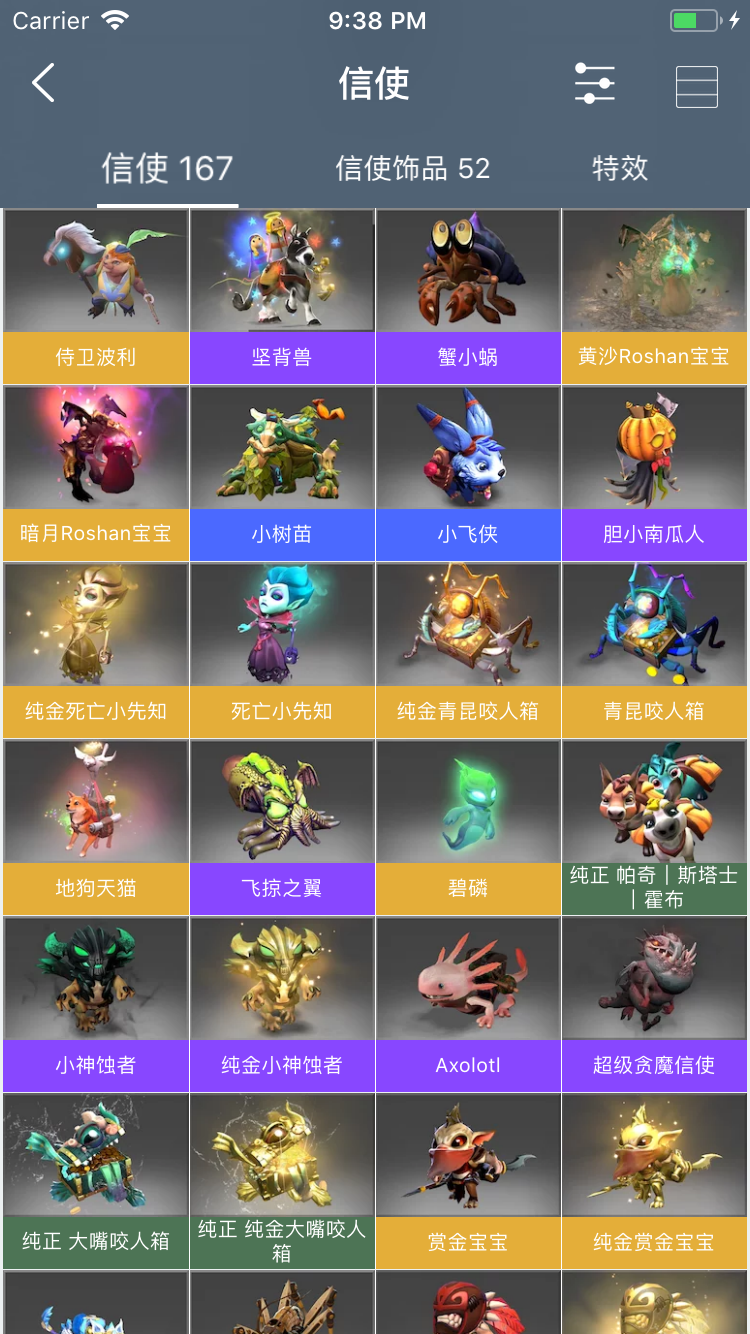 Carrier 9:38 PM
信使
信使 167 信使饰品 52 特效
侍卫波利 坚背兽 蟹小蜗 黄沙Roshan宝宝
暗月Roshan宝宝 小树苗 小飞侠 胆小南瓜人
纯金死亡小先知 死亡小先知 纯金青昆咬人箱 青昆咬人箱
地狗天猫 飞掠之翼 碧磷 纯正 帕奇 | 斯塔士
| 霍布
小神蚀者 纯金小神蚀者 Axolotl 超级贪魔信使
纯正 大嘴咬人箱 纯正 纯金大嘴咬人
箱 赏金宝宝 纯金赏金宝宝